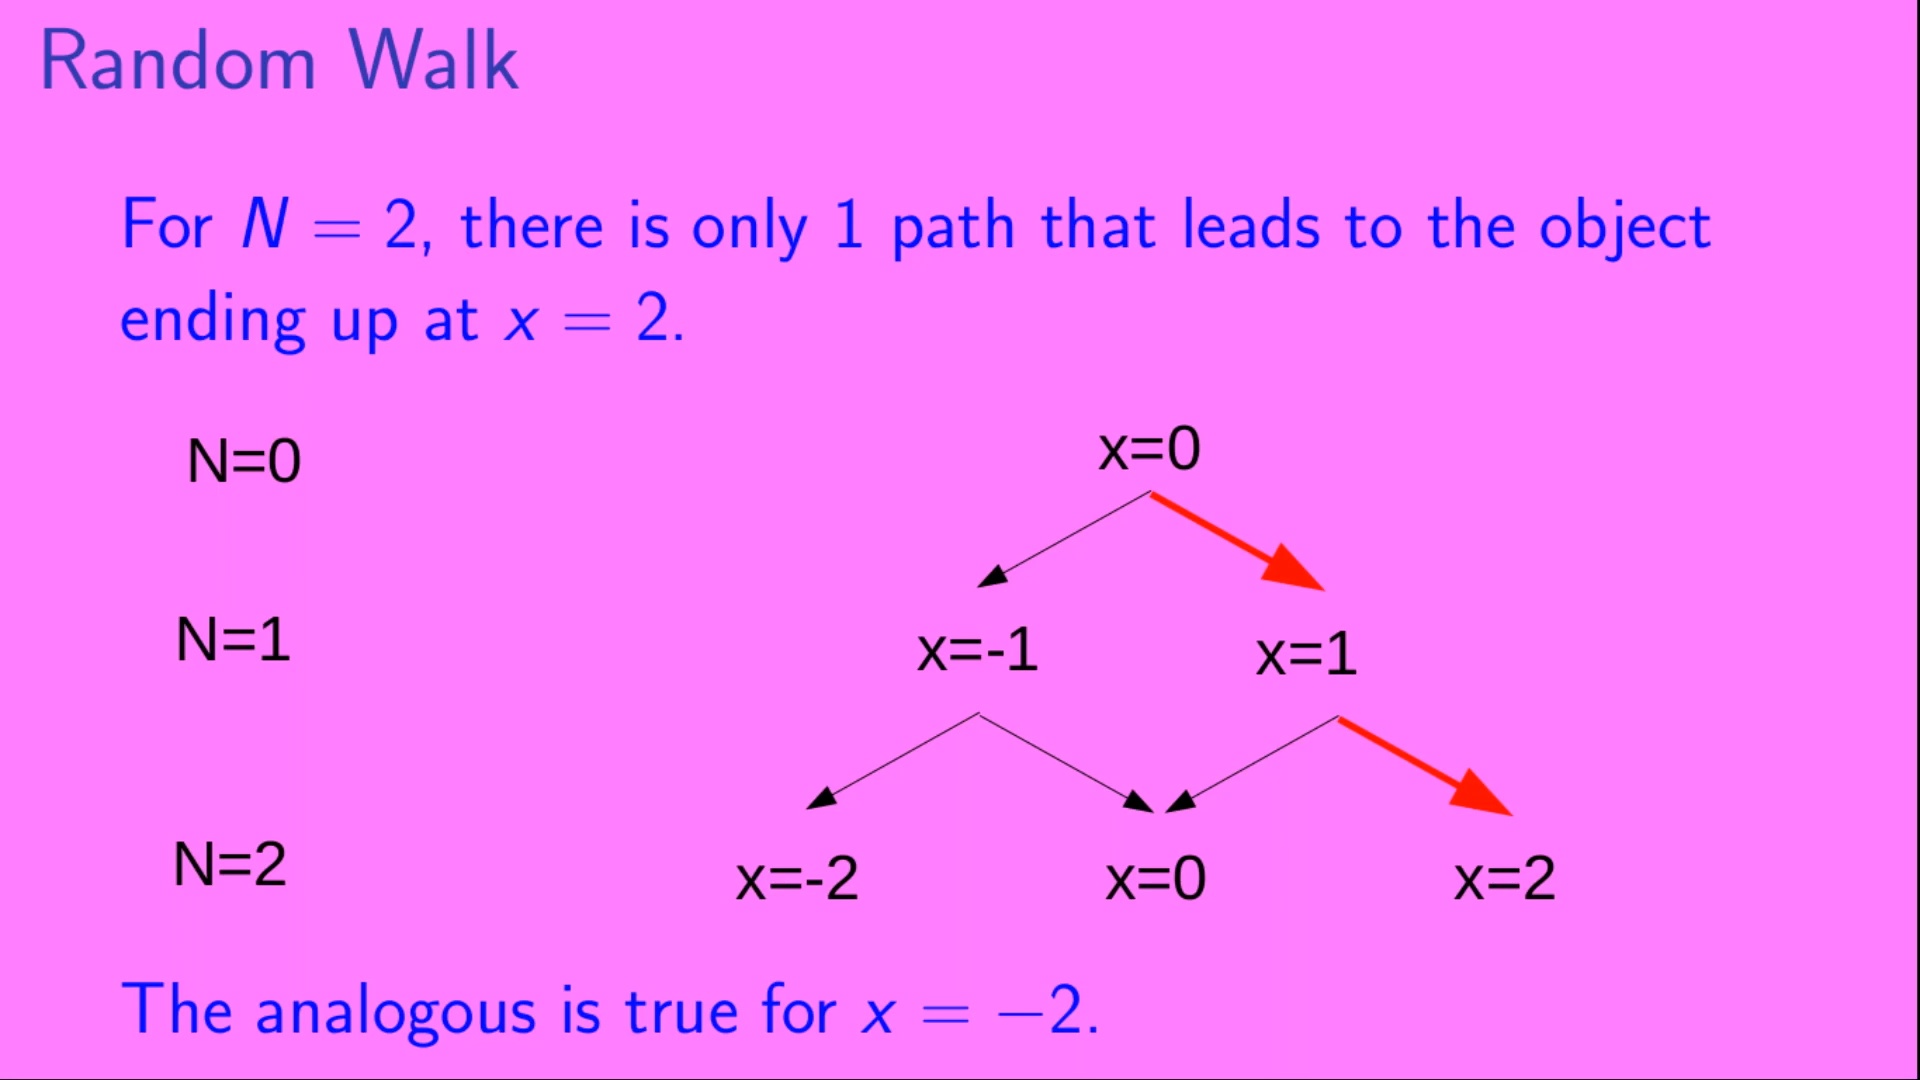 Random Walk
For N = 2, there is only 1 path that leads to the object
ending up at x = 2.
N=0 x=0
N=1 x=-1 x=1
N=2 x=-2 x=0 x=2
The analogous is true for x = −2.